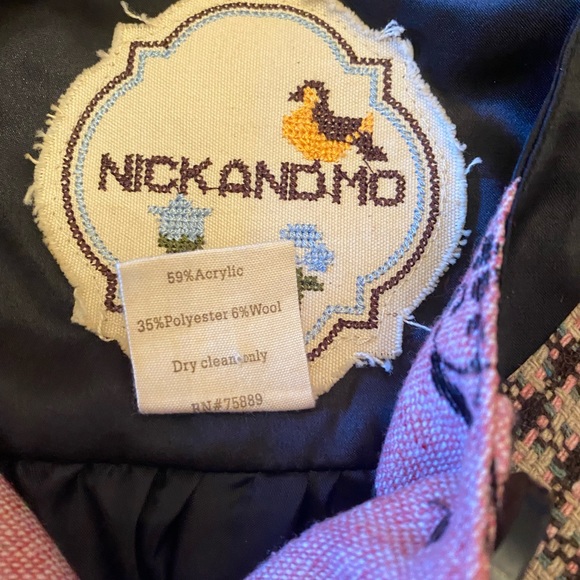 NICKANDMO
59%Acrylic
35%Polyester 6%Wool
Dry clean only
RN#75889